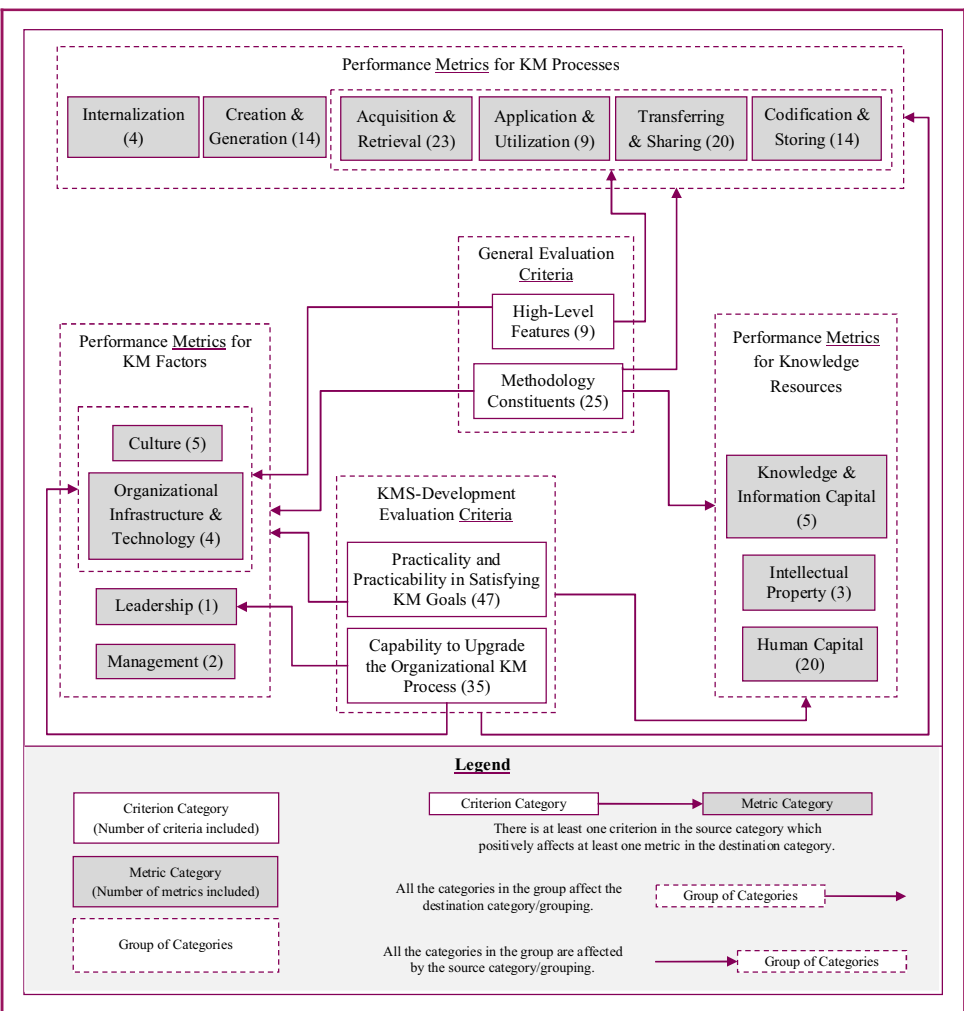 Performance Metrics for KM Processes
Internalization
(4)
Creation &
Generation (14)
Acquisition &
Retrieval (23)
Application &
Utilization (9)
Transferring
& Sharing (20)
Codification &
Storing (14)
General Evaluation
Criteria
High-Level
Features (9)
Methodology
Constituents (25)
Performance Metrics for
KM Factors
Culture (5)
Organizational
Infrastructure &
Technology (4)
Leadership (1)
Management (2)
KMS-Development
Evaluation Criteria
Practicality and
Practicability in Satisfying
KM Goals (47)
Capability to Upgrade
the Organizational KM
Process (35)
Performance Metrics
for Knowledge
Resources
Knowledge &
Information Capital
(5)
Intellectual
Property (3)
Human Capital
(20)
Legend
Criterion Category
(Number of criteria included)
Metric Category
(Number of metrics included)
Group of Categories
Criterion Category
Metric Category
There is at least one criterion in the source category which
positively affects at least one metric in the destination category.
All the categories in the group affect the
destination category/grouping.
Group of Categories
All the categories in the group are affected
by the source category/grouping.
Group of Categories